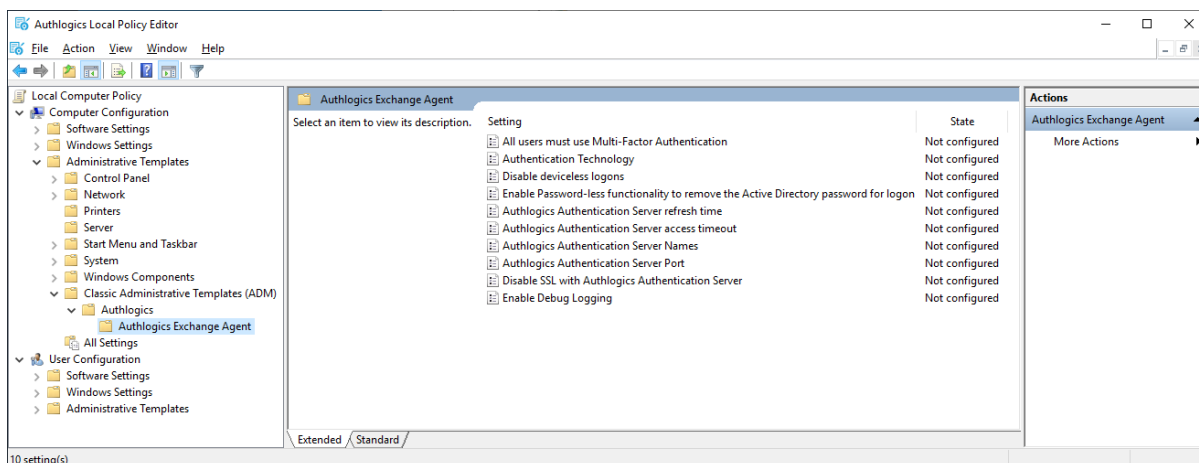 Authlogics Local Policy Editor
File Action View Window Help
Local Computer Policy
Computer Configuration
Software Settings
Windows Settings
Administrative Templates
Control Panel
Network
Printers
Server
Start Menu and Taskbar
System
Windows Components
Classic Administrative Templates (ADM)
Authlogics
Authlogics Exchange Agent
All Settings
User Configuration
Software Settings
Windows Settings
Administrative Templates
Authlogics Exchange Agent
Select an item to view its description.
Setting State
All users must use Multi-Factor Authentication Not configured
Authentication Technology Not configured
Disable deviceless logons Not configured
Enable Password-less functionality to remove the Active Directory password for logon Not configured
Authlogics Authentication Server refresh time Not configured
Authlogics Authentication Server access timeout Not configured
Authlogics Authentication Server Names Not configured
Authlogics Authentication Server Port Not configured
Disable SSL with Authlogics Authentication Server Not configured
Enable Debug Logging Not configured
Extended Standard
Actions
Authlogics Exchange Agent
More Actions
10 setting(s)